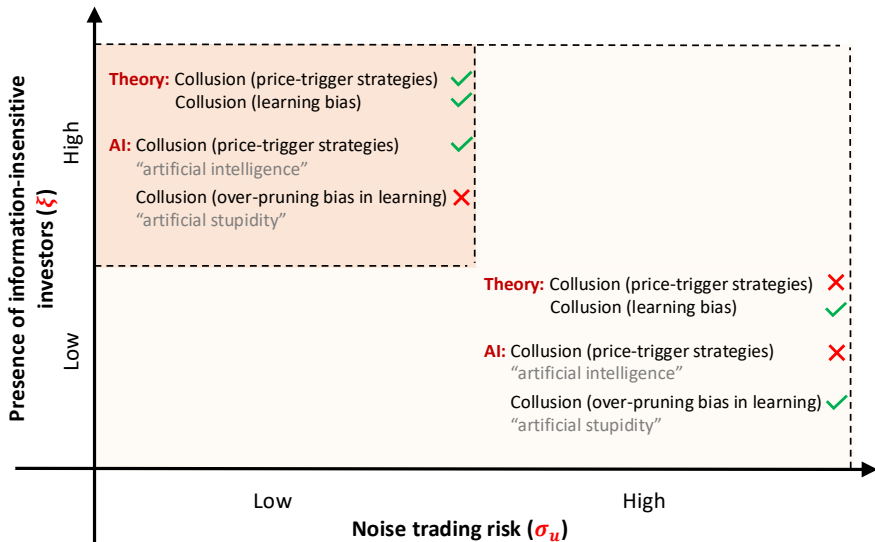 Theory: Collusion (price-trigger strategies)
Collusion (learning bias)
AI: Collusion (price-trigger strategies)
“artificial intelligence”
Collusion (over-pruning bias in learning)
“artificial stupidity”
Theory: Collusion (price-trigger strategies)
Collusion (learning bias)
AI: Collusion (price-trigger strategies)
“artificial intelligence”
Collusion (over-pruning bias in learning)
“artificial stupidity”
Presence of information-insensitive
investors (ξ)
High
Low
Low
High
Noise trading risk (σ_u)